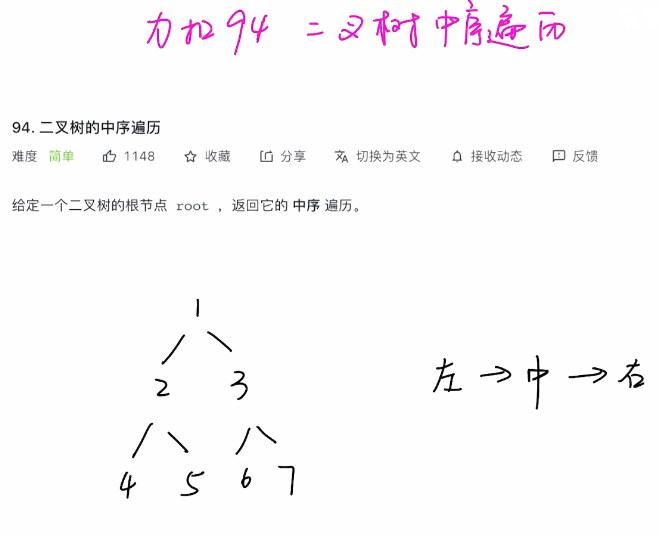 力扣94 二叉树中序遍历
94. 二叉树的中序遍历
难度 简单 1148 收藏 分享 切换为英文 接收动态 反馈
给定一个二叉树的根节点 root ，返回它的 中序 遍历。
1
2 3
左→中→右
4 5 6 7